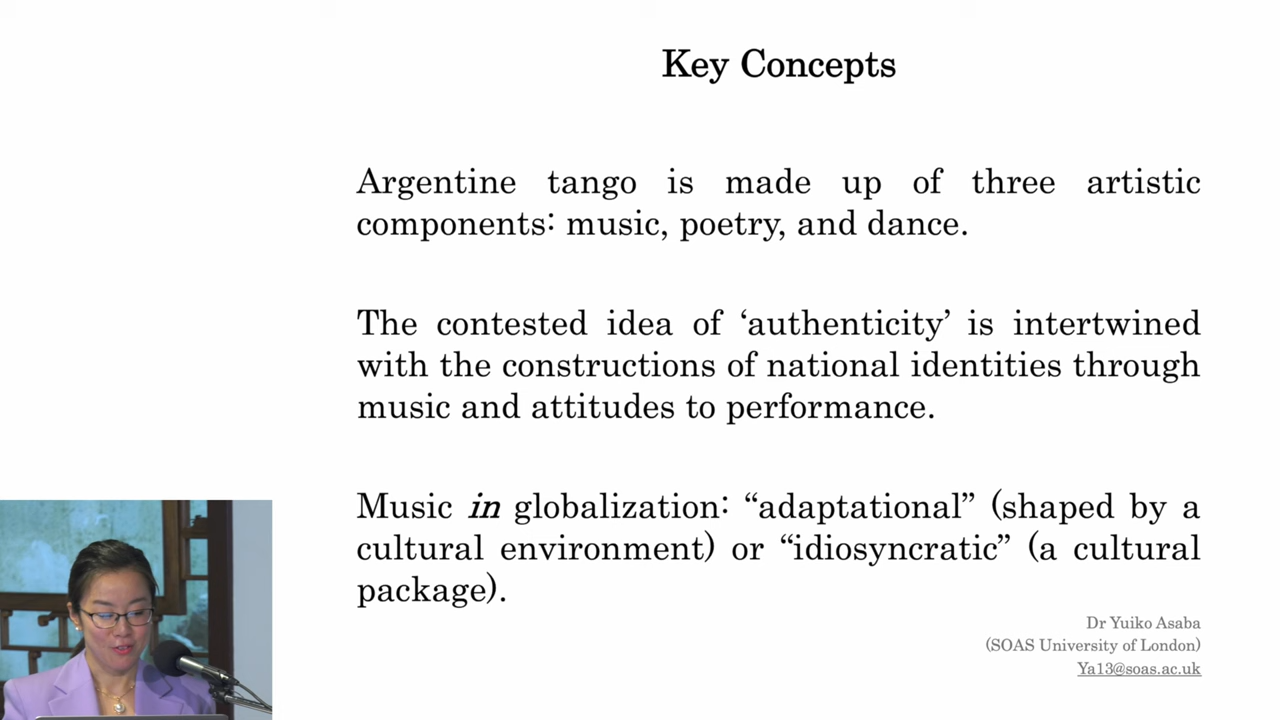 Key Concepts
Argentine tango is made up of three artistic
components: music, poetry, and dance.
The contested idea of ‘authenticity’ is intertwined
with the constructions of national identities through
music and attitudes to performance.
Music in globalization: “adaptational” (shaped by a
cultural environment) or “idiosyncratic” (a cultural
package).
Dr Yuiko Asaba
(SOAS University of London)
Ya13@soas.ac.uk